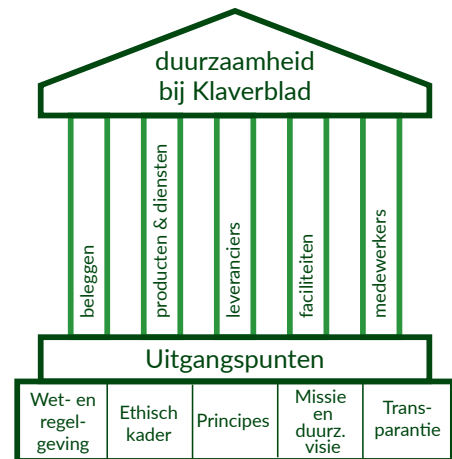 duurzaamheid
bij Klaverblad
beleggen
producten & diensten
leveranciers
faciliteiten
medewerkers
Uitgangspunten
Wet- en
regel-
geving
Ethisch
kader
Principes
Missie
en
duurz.
visie
Trans-
parantie